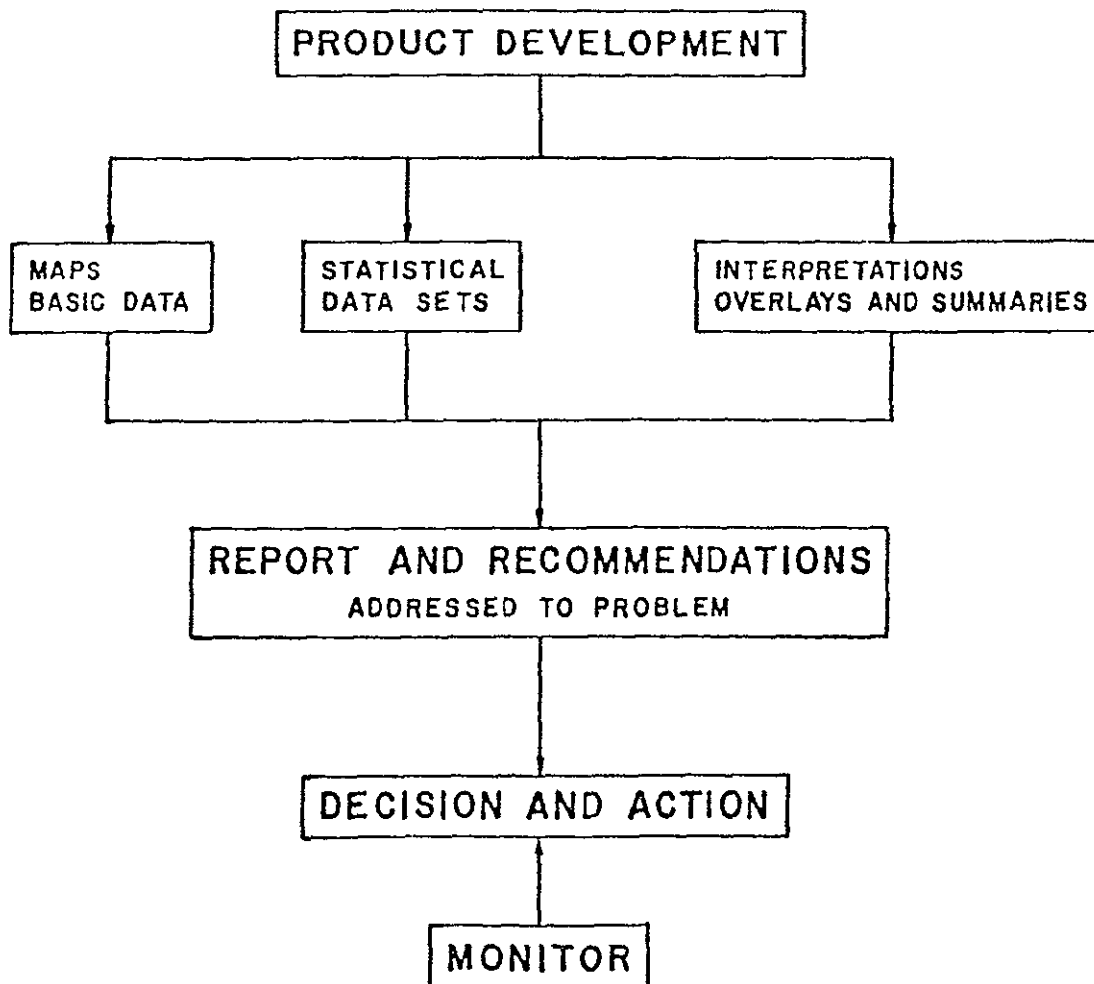 PRODUCT DEVELOPMENT
MAPS
BASIC DATA
STATISTICAL
DATA SETS
INTERPRETATIONS
OVERLAYS AND SUMMARIES
REPORT AND RECOMMENDATIONS
ADDRESSED TO PROBLEM
DECISION AND ACTION
MONITOR